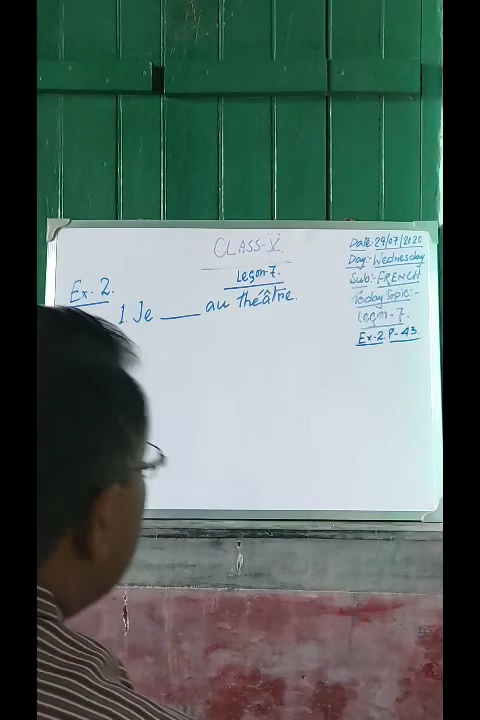 CLASS-V.
Leçon-7.
Ex-2.
1. Je ____ au théâtre.
Date:29/07/2020
Day:-Wednesday
Sub:-FRENCH
Today Topic:-
Leçon-7.
Ex-2. P-43.